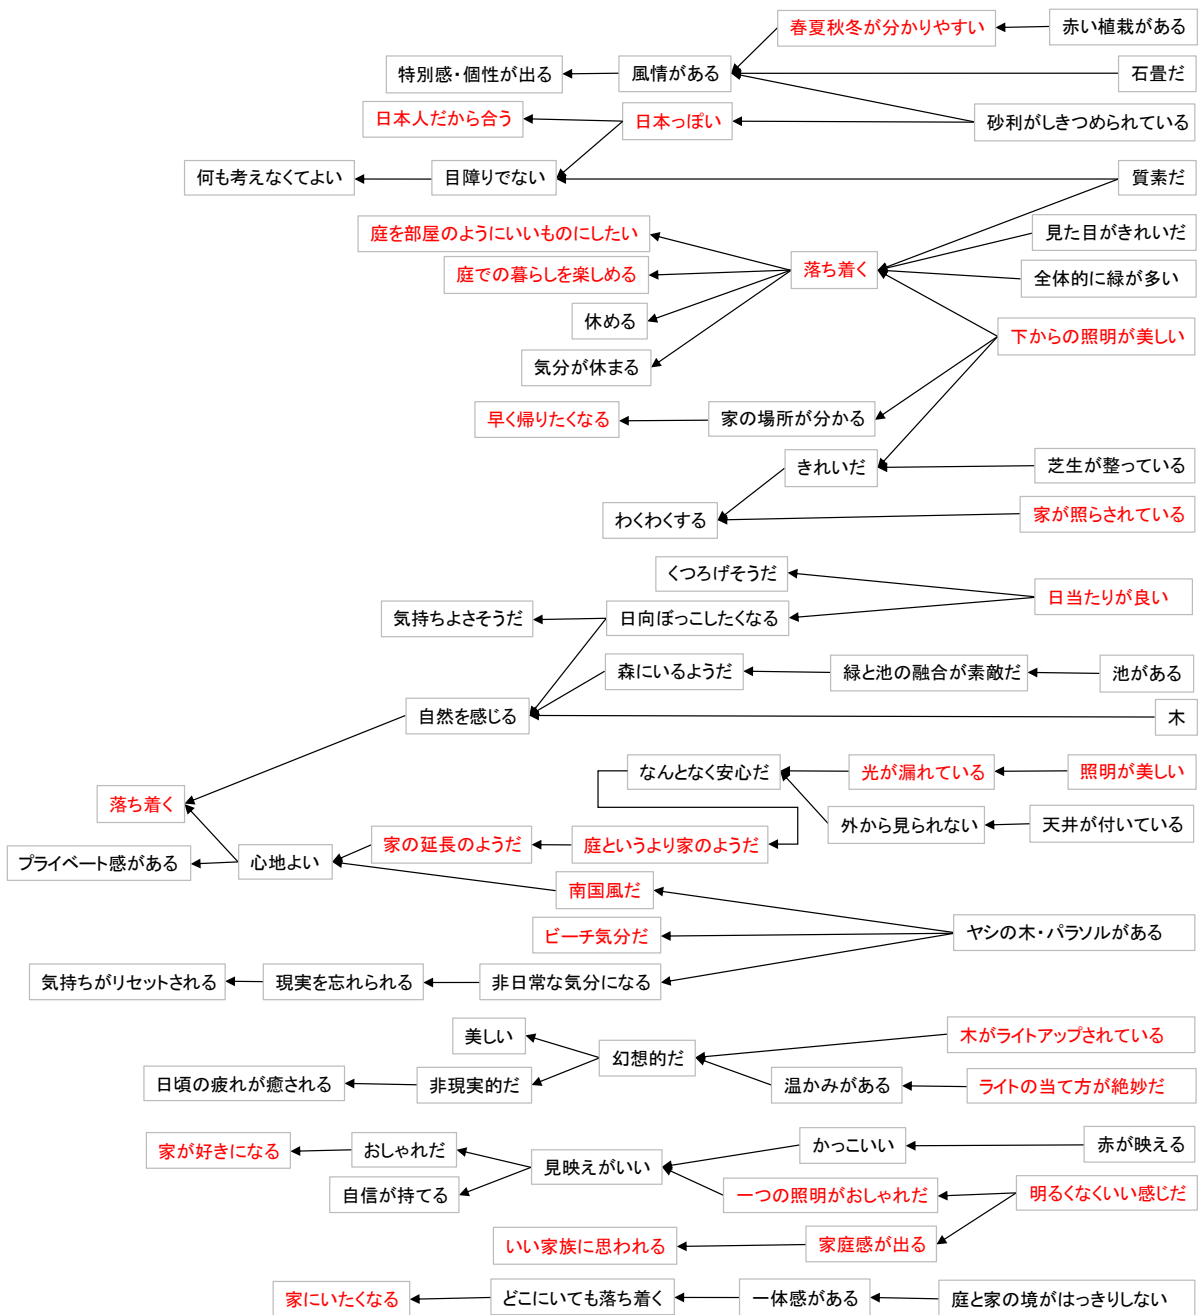 春夏秋冬が分かりやすい
赤い植栽がある
特別感・個性が出る
風情がある
石畳だ
日本人だから合う
日本っぽい
砂利がしきつめられている
何も考えなくてよい
目障りでない
質素だ
庭を部屋のようにいいものにしたい
見た目がきれいだ
庭での暮らしを楽しめる
落ち着く
全体的に緑が多い
休める
下からの照明が美しい
気分が休まる
早く帰りたくなる
家の場所が分かる
きれいだ
芝生が整っている
わくわくする
家が照らされている
くつろげそうだ
日当たりが良い
気持ちよさそうだ
日向ぼっこしたくなる
森にいるようだ
緑と池の融合が素敵だ
池がある
自然を感じる
木
なんとなく安心だ
光が漏れている
照明が美しい
落ち着く
外から見られない
天井が付いている
家の延長のようだ
庭というより家のようだ
プライベート感がある
心地よい
南国風だ
ビーチ気分だ
ヤシの木・パラソルがある
気持ちがリセットされる
現実を忘れられる
非日常な気分になる
美しい
木がライトアップされている
幻想的だ
日頃の疲れが癒される
非現実的だ
温かみがある
ライトの当て方が絶妙だ
家が好きになる
おしゃれだ
かっこいい
赤が映える
見映えがいい
自信が持てる
一つの照明がおしゃれだ
明るくなくいい感じだ
いい家族に思われる
家庭感が出る
家にいたくなる
どこにいても落ち着く
一体感がある
庭と家の境がはっきりしない